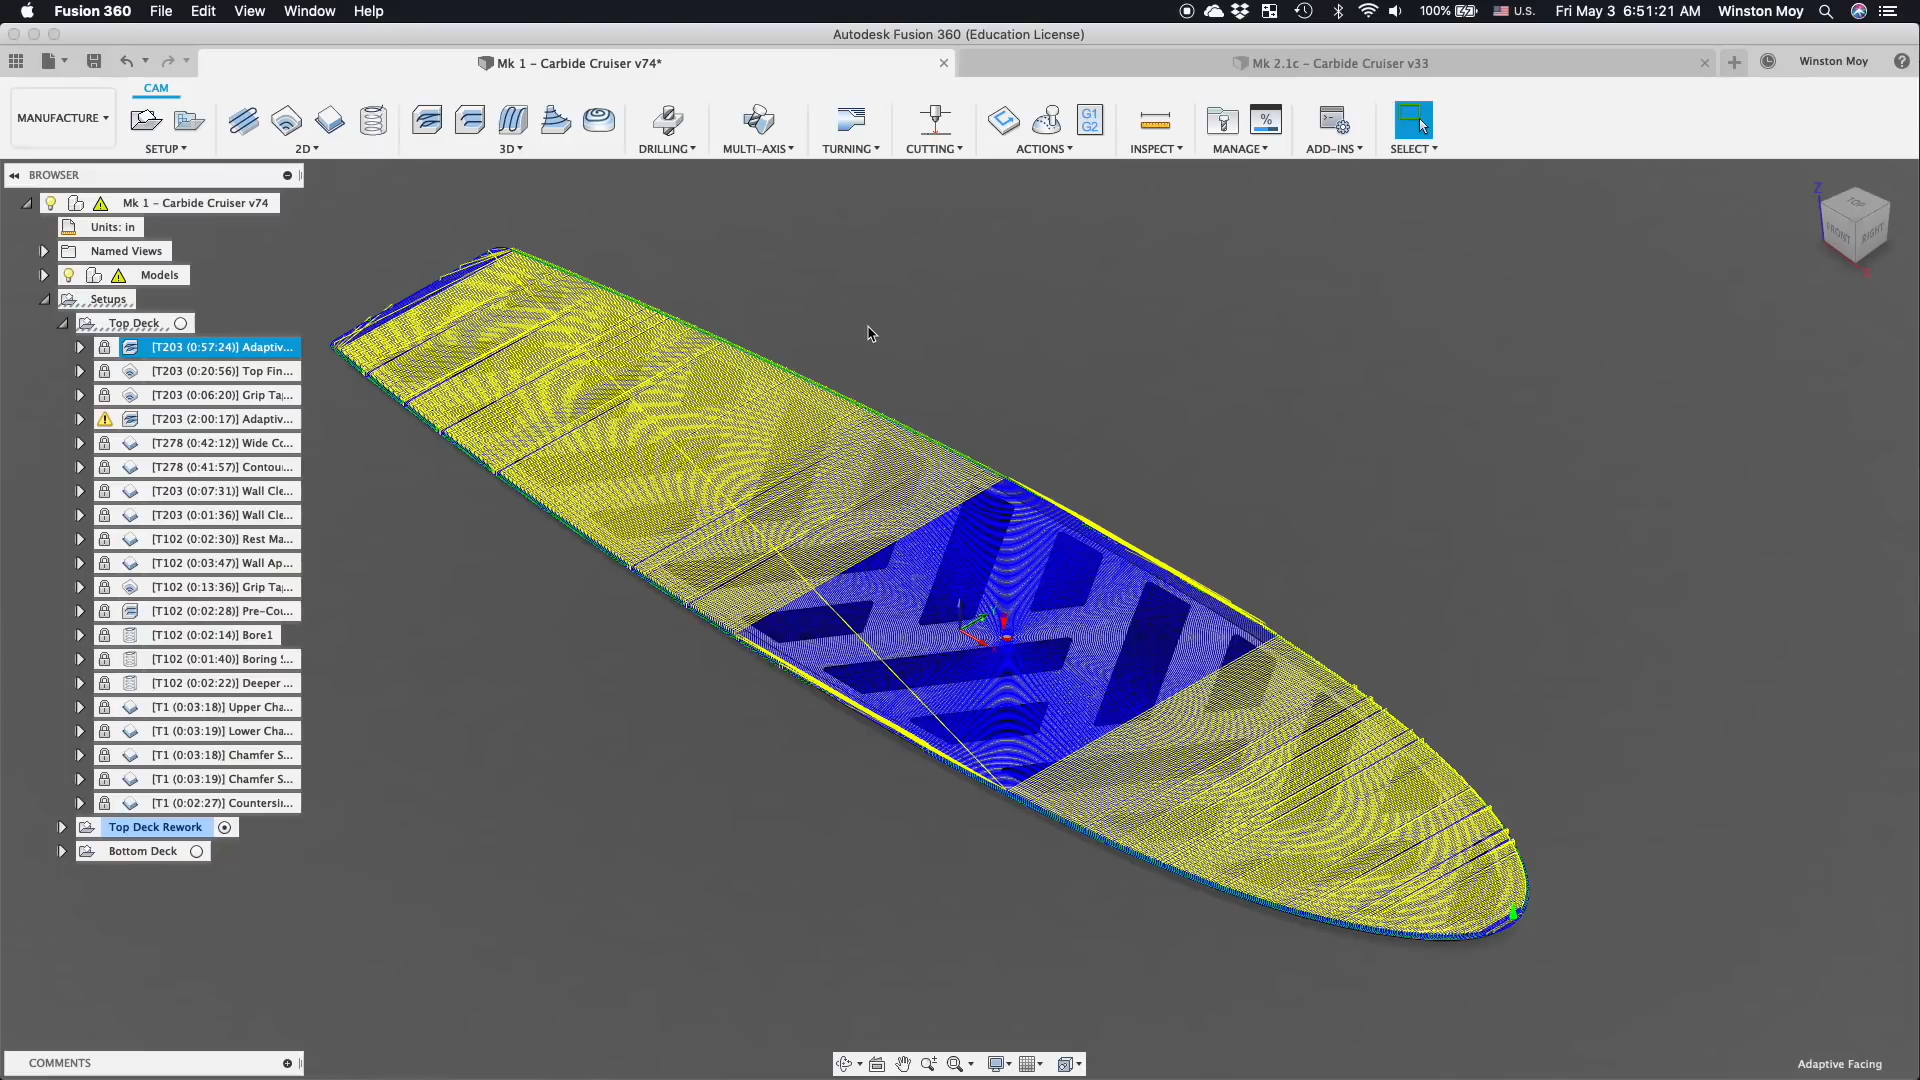 Fusion 360 File Edit View Window Help 100% U.S. Fri May 3 6:51:21 AM Winston Moy
Autodesk Fusion 360 (Education License)
Mk 1 – Carbide Cruiser v74* Mk 2.1c – Carbide Cruiser v33 Winston Moy
CAM
MANUFACTURE
G1
G2
%
SETUP 2D 3D DRILLING MULTI-AXIS TURNING CUTTING ACTIONS INSPECT MANAGE ADD-INS SELECT
BROWSER
Mk 1 – Carbide Cruiser v74
Units: in
Named Views
Models
Setups
Top Deck
[T203 (0:57:24)] Adaptiv...
[T203 (0:20:56)] Top Fin...
[T203 (0:06:20)] Grip Ta...
[T203 (2:00:17)] Adaptiv...
[T278 (0:42:12)] Wide Co...
[T278 (0:41:57)] Contou...
[T203 (0:07:31)] Wall Cle...
[T203 (0:01:36)] Wall Cle...
[T102 (0:02:30)] Rest Ma...
[T102 (0:03:47)] Wall Ap...
[T102 (0:13:36)] Grip Ta...
[T102 (0:02:28)] Pre-Cou...
[T102 (0:02:14)] Bore1
[T102 (0:01:40)] Boring S...
[T102 (0:02:22)] Deeper ...
[T1 (0:03:18)] Upper Cha...
[T1 (0:03:19)] Lower Cha...
[T1 (0:03:18)] Chamfer S...
[T1 (0:03:19)] Chamfer S...
[T1 (0:02:27)] Countersi...
Top Deck Rework
Bottom Deck
Z
TOP
FRONT
RIGHT
COMMENTS
Adaptive Facing